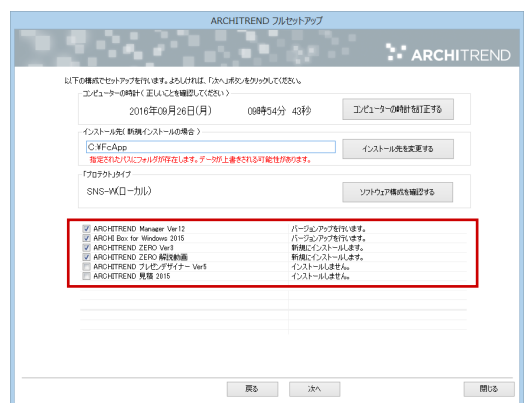 ARCHITREND フルセットアップ
ARCHITREND
以下の構成でセットアップを行います。よろしければ、「次へ」ボタンをクリックしてください。
コンピューターの時計〈 正しいことを確認してください 〉
2016年09月26日(月) 09時54分 43秒 コンピューターの時計を訂正する
インストール先〈 新規インストールの場合 〉
C:¥FcApp インストール先を変更する
指定されたパスにフォルダが存在します。データが上書きされる可能性があります。
「プロテクト」タイプ
SNS-W(ローカル) ソフトウェア構成を確認する
ARCHITREND Manager Ver12 バージョンアップを行います。
ARCHI Box for Windows 2015 バージョンアップを行います。
ARCHITREND ZERO Ver3 新規にインストールします。
ARCHITREND ZERO 解説動画 新規にインストールします。
ARCHITREND プレゼンデザイナー Ver5 インストールしません。
ARCHITREND 見積 2015 インストールしません。
戻る 次へ 閉じる